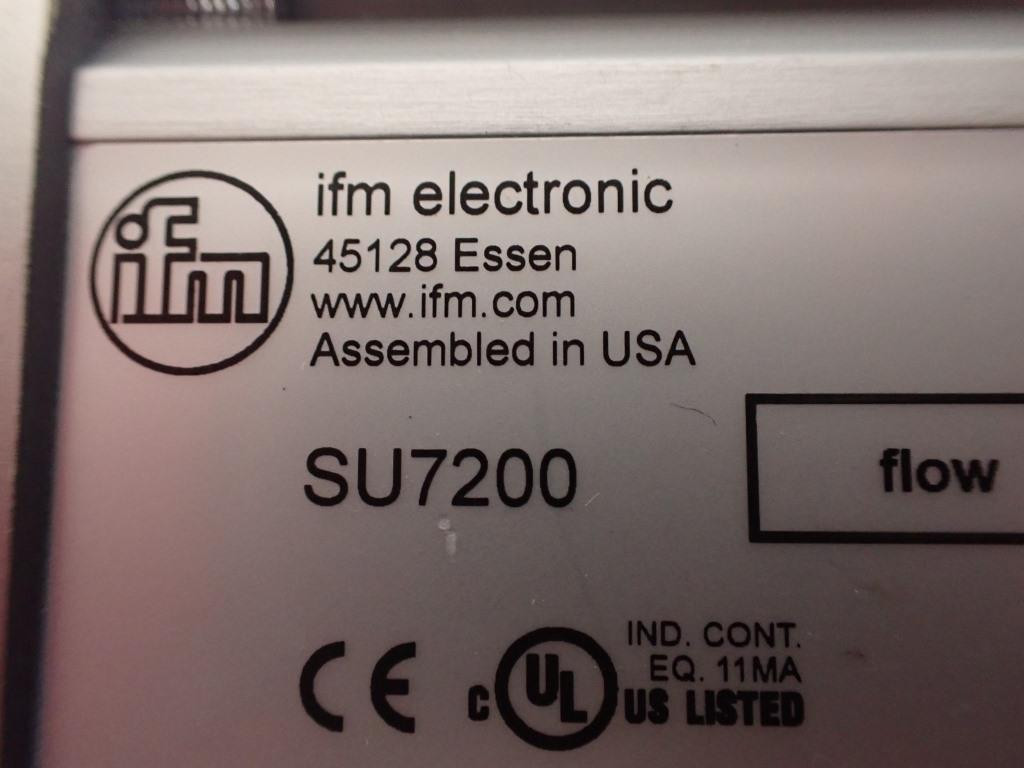 ifm
ifm electronic
45128 Essen
www.ifm.com
Assembled in USA
SU7200
flow
CE
C UL US LISTED
IND. CONT.
EQ. 11MA